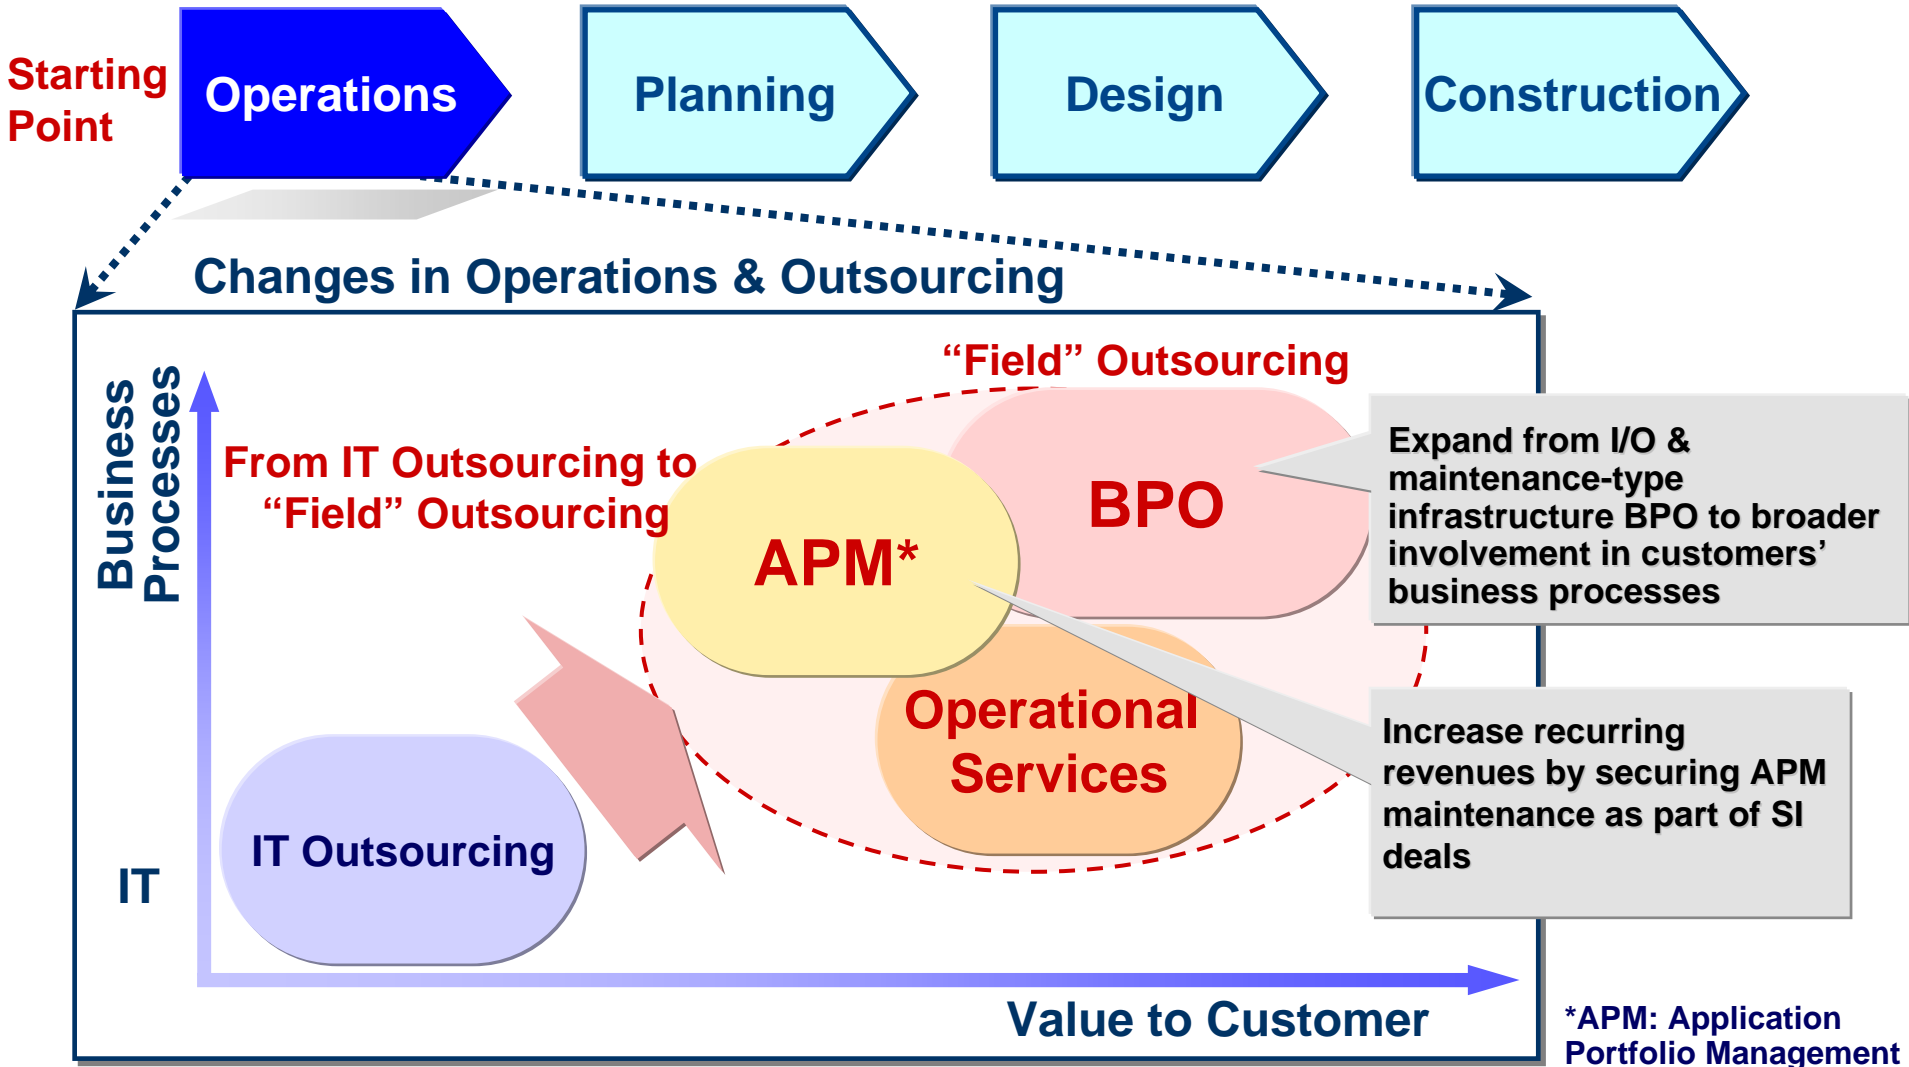 Starting
Point
Operations
Planning
Design
Construction
Changes in Operations & Outsourcing
“Field” Outsourcing
Business
Processes
From IT Outsourcing to
“Field” Outsourcing
BPO
APM*
Expand from I/O &
maintenance-type
infrastructure BPO to broader
involvement in customers’
business processes
Operational
Services
Increase recurring
revenues by securing APM
maintenance as part of SI
deals
IT Outsourcing
IT
Value to Customer
*APM: Application
Portfolio Management